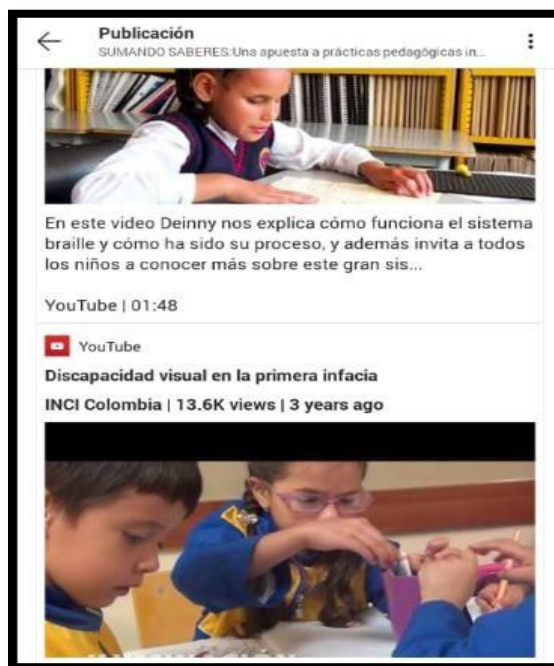 Publicación
SUMANDO SABERES:Una apuesta a prácticas pedagógicas in...
En este video Deinny nos explica cómo funciona el sistema
braille y cómo ha sido su proceso, y además invita a todos
los niños a conocer más sobre este gran sis...
YouTube | 01:48
YouTube
Discapacidad visual en la primera infacia
INCI Colombia | 13.6K views | 3 years ago